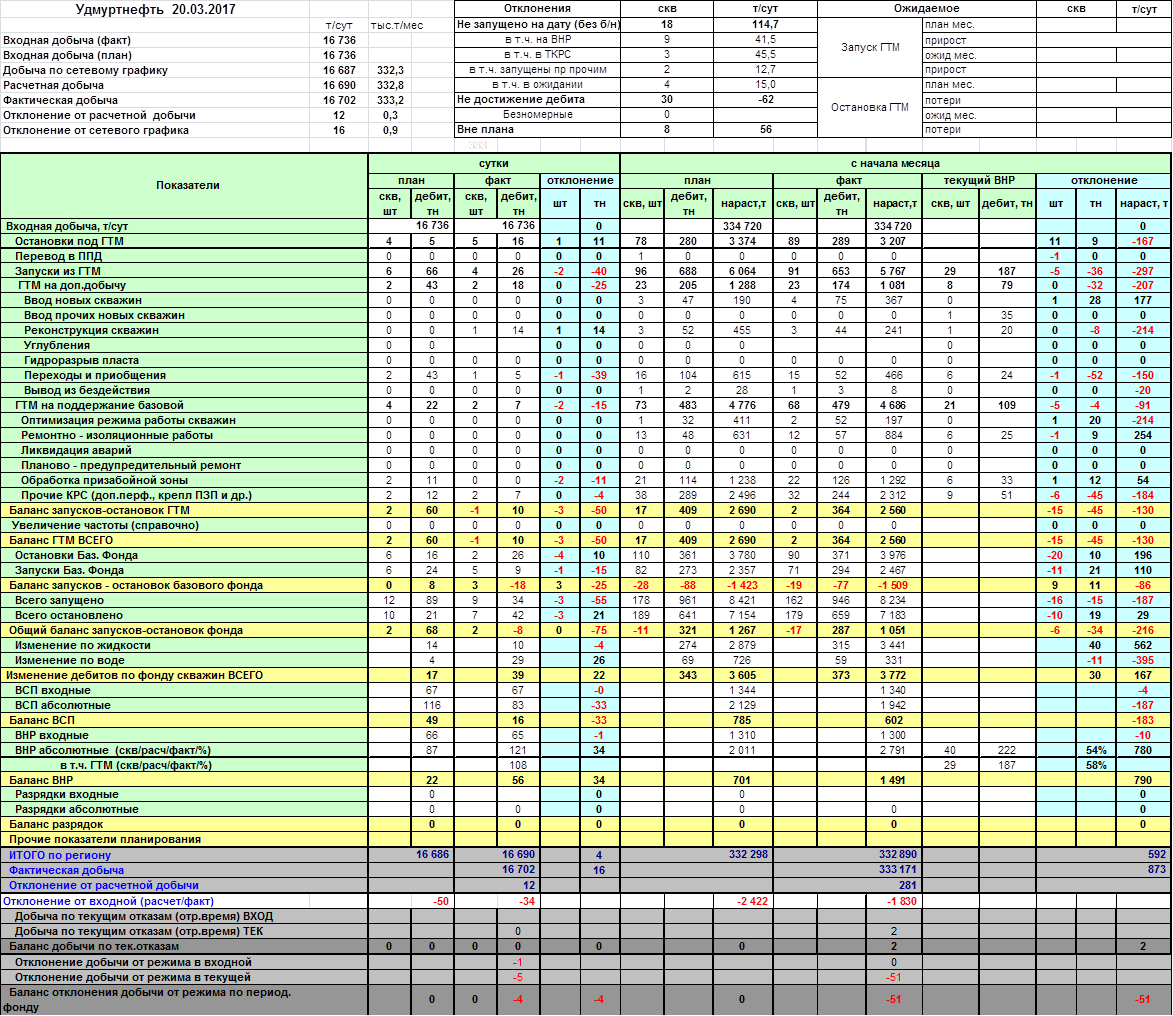 Удмуртнефть 20.03.2017
т/сут тыс.т/мес
Входная добыча (факт) 16 736
Входная добыча (план) 16 736
Добыча по сетевому графику 16 687 332,3
Расчетная добыча 16 690 332,8
Фактическая добыча 16 702 333,2
Отклонение от расчетной добычи 12 0,3
Отклонение от сетевого графика 16 0,9
Отклонения скв т/сут
Не запущено на дату (без б/н) 18 114,7
в т.ч. на ВНР 9 41,5
в т.ч. в ТКРС 3 45,5
в т.ч. запущены пр прочим 2 12,7
в т.ч. в ожидании 4 15,0
Не достижение дебита 30 -62
Безномерные 0
Вне плана 8 56
333
Ожидаемое скв т/сут
Запуск ГТМ
план мес.
прирост
ожид мес.
прирост
Остановка ГТМ
план мес.
потери
ожид мес.
потери
Показатели
сутки с начала месяца
план факт отклонение план факт текущий ВНР отклонение
скв, шт дебит, тн скв, шт дебит, тн шт тн скв, шт дебит, тн нараст,т скв, шт дебит, тн нараст,т скв, шт дебит, тн шт тн нараст, т
Входная добыча, т/сут 16 736 16 736 0 334 720 334 720 0
Остановки под ГТМ 4 5 5 16 1 11 78 280 3 374 89 289 3 207 11 9 -167
Перевод в ППД 0 0 0 0 0 0 1 0 0 0 0 0 -1 0 0
Запуски из ГТМ 6 66 4 26 -2 -40 96 688 6 064 91 653 5 767 29 187 -5 -36 -297
ГТМ на доп.добычу 2 43 2 18 0 -25 23 205 1 288 23 174 1 081 8 79 0 -32 -207
Ввод новых скважин 0 0 0 0 0 0 3 47 190 4 75 367 0 1 28 177
Ввод прочих новых скважин 0 0 0 0 0 0 0 0 0 0 0 0 1 35 0 0 0
Реконструкция скважин 0 0 1 14 1 14 3 52 455 3 44 241 1 20 0 -8 -214
Углубления 0 0 0 0 0 0 0 0 0 0
Гидроразрыв пласта 0 0 0 0 0 0 0 0 0 0 0 0 0 0 0
Переходы и приобщения 2 43 1 5 -1 -39 16 104 615 15 52 466 6 24 -1 -52 -150
Вывод из бездействия 0 0 0 0 0 0 1 2 28 1 3 8 0 0 0 -20
ГТМ на поддержание базовой 4 22 2 7 -2 -15 73 483 4 776 68 479 4 686 21 109 -5 -4 -91
Оптимизация режима работы скважин 0 0 0 0 0 0 1 32 411 2 52 197 0 1 20 -214
Ремонтно - изоляционные работы 0 0 0 0 0 0 13 48 631 12 57 884 6 25 -1 9 254
Ликвидация аварий 0 0 0 0 0 0 0 0 0 0 0 0 0 0 0
Планово - предупредительный ремонт 0 0 0 0 0 0 0 0 0 0 0 0 0 0 0
Обработка призабойной зоны 2 11 0 0 -2 -11 21 114 1 238 22 126 1 292 6 33 1 12 54
Прочие КРС (доп.перф., крепл ПЗП и др.) 2 12 2 7 0 -4 38 289 2 496 32 244 2 312 9 51 -6 -45 -184
Баланс запусков-остановок ГТМ 2 60 -1 10 -3 -50 17 409 2 690 2 364 2 560 -15 -45 -130
Увеличение частоты (справочно) 0 0 0 0 0 0 0 0 0 0 0 0 0 0 0
Баланс ГТМ ВСЕГО 2 60 -1 10 -3 -50 17 409 2 690 2 364 2 560 -15 -45 -130
Остановки Баз. Фонда 6 16 2 26 -4 10 110 361 3 780 90 371 3 976 -20 10 196
Запуски Баз. Фонда 6 24 5 9 -1 -15 82 273 2 357 71 294 2 467 -11 21 110
Баланс запусков - остановок базового фонда 0 8 3 -18 3 -25 -28 -88 -1 423 -19 -77 -1 509 9 11 -86
Всего запущено 12 89 9 34 -3 -55 178 961 8 421 162 946 8 234 -16 -15 -187
Всего остановлено 10 21 7 42 -3 21 189 641 7 154 179 659 7 183 -10 19 29
Общий баланс запусков-остановок фонда 2 68 2 -8 0 -75 -11 321 1 267 -17 287 1 051 -6 -34 -216
Изменение по жидкости 14 10 -4 274 2 879 315 3 441 40 562
Изменение по воде 4 29 26 69 726 59 331 -11 -395
Изменение дебитов по фонду скважин ВСЕГО 17 39 22 343 3 605 373 3 772 30 167
ВСП входные 67 67 -0 1 344 1 340 -4
ВСП абсолютные 116 83 -33 2 129 1 942 -187
Баланс ВСП 49 16 -33 785 602 -183
ВНР входные 66 65 -1 1 310 1 300 -10
ВНР абсолютные (скв/расч/факт/%) 87 121 34 2 011 2 791 40 222 54% 780
в т.ч. ГТМ (скв/расч/факт/%) 108 29 187 58%
Баланс ВНР 22 56 34 701 1 491 790
Разрядки входные 0 0 0 0
Разрядки абсолютные 0 0 0 0 0 0
Баланс разрядок 0 0 0 0 0 0
Прочие показатели планирования
ИТОГО по региону 16 686 16 690 4 332 298 332 890 592
Фактическая добыча 16 702 16 333 171 873
Отклонения от расчетной добычи 12 281
Отклонение от входной (расчет/факт) -50 -34 -2 422 -1 830
Добыча по текущим отказам (отр.время) ВХОД
Добыча по текущим отказам (отр.время) ТЕК 0 2
Баланс добычи по тек.отказам 0 0 0 0 0 0 2 2
Отклонение добычи от режима в входной -1 0
Отклонение добычи от режима в текущей -5 -51
Баланс отклонения добычи от режима по период. фонду 0 0 -4 -4 0 -51 -51